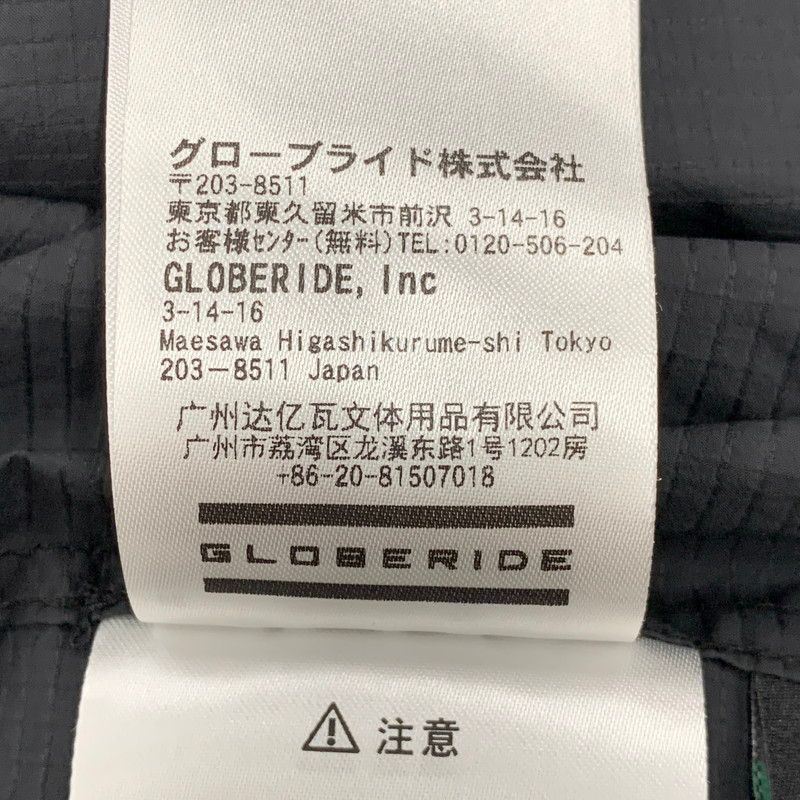 グローブライド株式会社
〒203-8511
東京都東久留米市前沢 3-14-16
お客様センター(無料)TEL:0120-506-204
GLOBERIDE, Inc
3-14-16
Maesawa Higashikurume-shi Tokyo
203-8511 Japan
广州达亿瓦文体用品有限公司
广州市荔湾区龙溪东路1号1202房
+86-20-81507018
GLOBERIDE
⚠ 注意